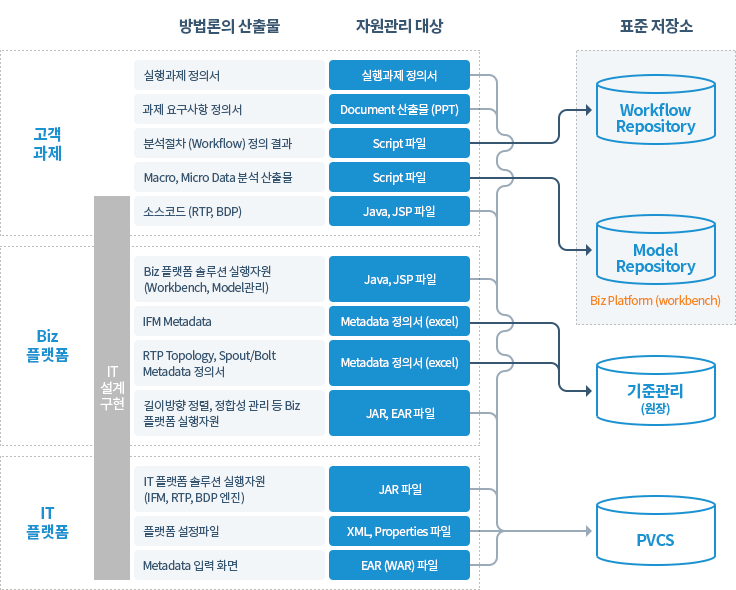 방법론의 산출물
자원관리 대상
표준 저장소
고객
과제
실행과제 정의서
실행과제 정의서
과제 요구사항 정의서
Document 산출물 (PPT)
분석절차 (Workflow) 정의 결과
Script 파일
Macro, Micro Data 분석 산출물
Script 파일
소스코드 (RTP, BDP)
Java, JSP 파일
Workflow
Repository
Model
Repository
Biz Platform (workbench)
Biz
플랫폼
IT
설계
구현
Biz 플랫폼 솔루션 실행자원
(Workbench, Model관리)
Java, JSP 파일
IFM Metadata
Metadata 정의서 (excel)
RTP Topology, Spout/Bolt
Metadata 정의서
Metadata 정의서 (excel)
길이방향 정렬, 정합성 관리 등 Biz
플랫폼 실행자원
JAR, EAR 파일
기준관리
(원장)
IT
플랫폼
IT 플랫폼 솔루션 실행자원
(IFM, RTP, BDP 엔진)
JAR 파일
플랫폼 설정파일
XML, Properties 파일
Metadata 입력 화면
EAR (WAR) 파일
PVCS